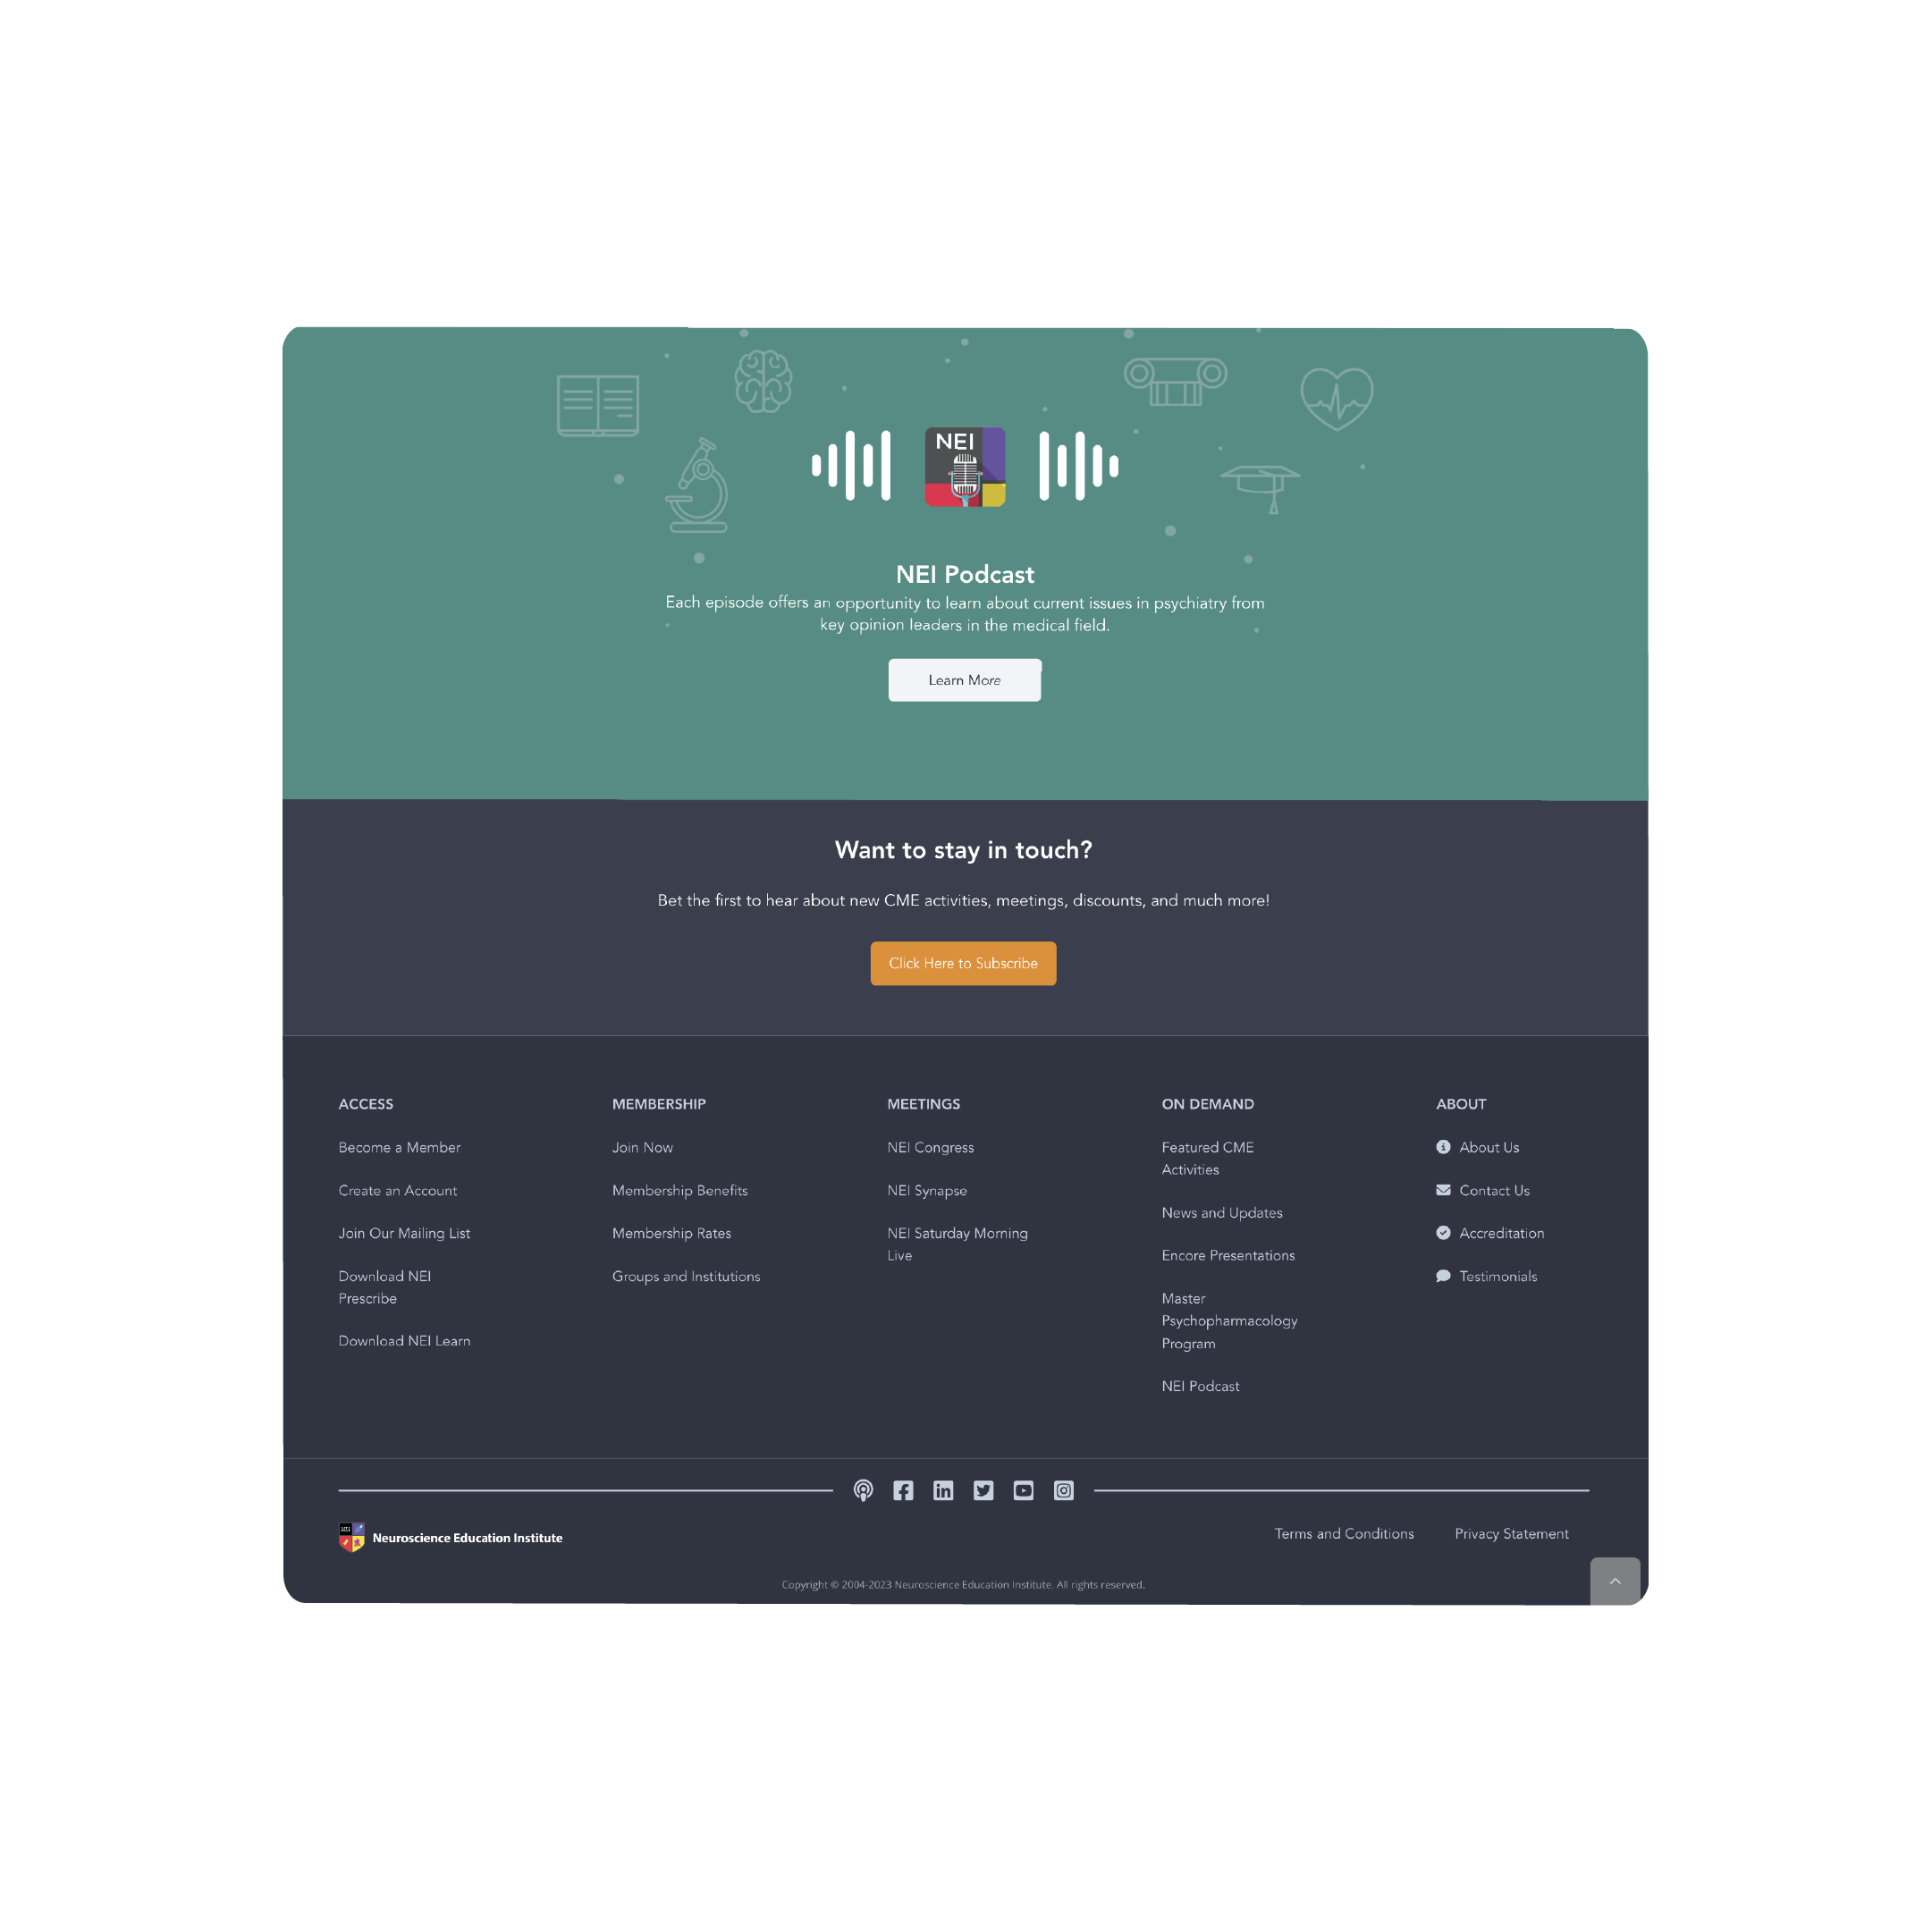 NEI
NEI Podcast
Each episode offers an opportunity to learn about current issues in psychiatry from
key opinion leaders in the medical field.
Learn More
Want to stay in touch?
Bet the first to hear about new CME activities, meetings, discounts, and much more!
Click Here to Subscribe
ACCESS
Become a Member
Create an Account
Join Our Mailing List
Download NEI
Prescribe
Download NEI Learn
MEMBERSHIP
Join Now
Membership Benefits
Membership Rates
Groups and Institutions
MEETINGS
NEI Congress
NEI Synapse
NEI Saturday Morning
Live
ON DEMAND
Featured CME
Activities
News and Updates
Encore Presentations
Master
Psychopharmacology
Program
NEI Podcast
ABOUT
About Us
Contact Us
Accreditation
Testimonials
in
NEI
Neuroscience Education Institute
Terms and Conditions
Privacy Statement
Copyright © 2004-2023 Neuroscience Education Institute. All rights reserved.